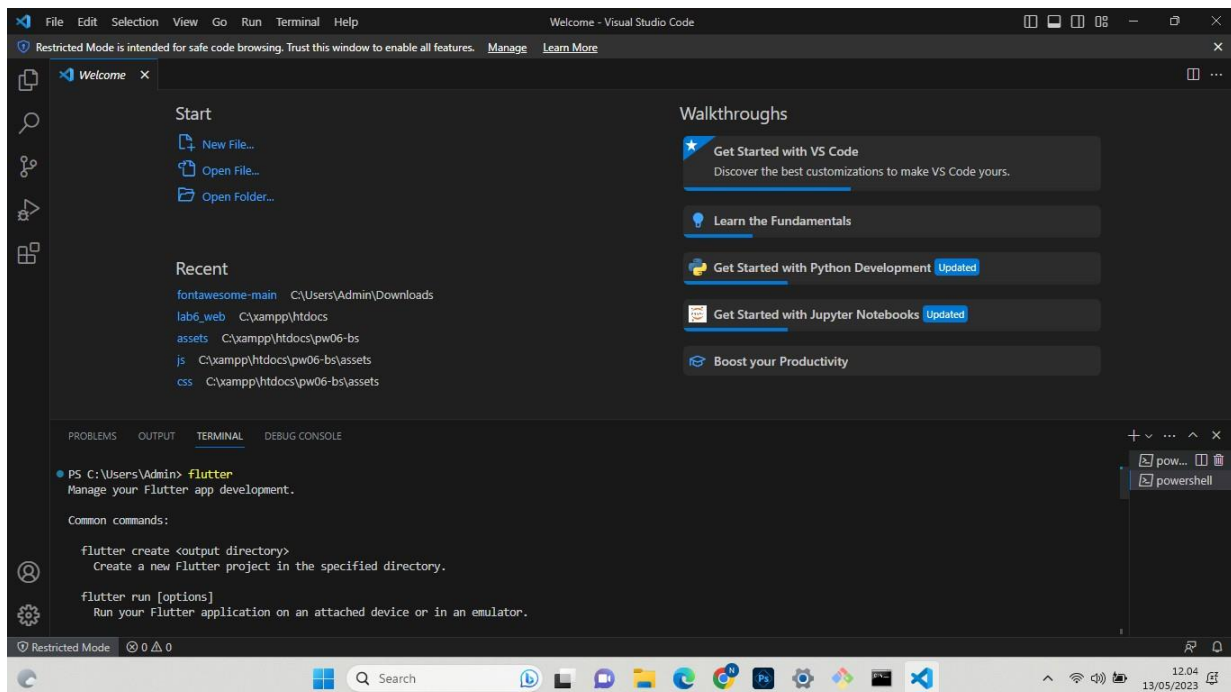 File Edit Selection View Go Run Terminal Help Welcome - Visual Studio Code
Restricted Mode is intended for safe code browsing. Trust this window to enable all features. Manage Learn More
Welcome
Start
New File...
Open File...
Open Folder...
Recent
fontawesome-main C:\Users\Admin\Downloads
lab6_web C:\xampp\htdocs
assets C:\xampp\htdocs\pw06-bs
js C:\xampp\htdocs\pw06-bs\assets
css C:\xampp\htdocs\pw06-bs\assets
Walkthroughs
Get Started with VS Code
Discover the best customizations to make VS Code yours.
Learn the Fundamentals
Get Started with Python Development Updated
Get Started with Jupyter Notebooks Updated
Boost your Productivity
PROBLEMS OUTPUT TERMINAL DEBUG CONSOLE
PS C:\Users\Admin> flutter
Manage your Flutter app development.
Common commands:
flutter create <output directory>
Create a new Flutter project in the specified directory.
flutter run [options]
Run your Flutter application on an attached device or in an emulator.
pow...
powershell
Restricted Mode 0 0
Search
N
Ps
12.04
13/05/2023